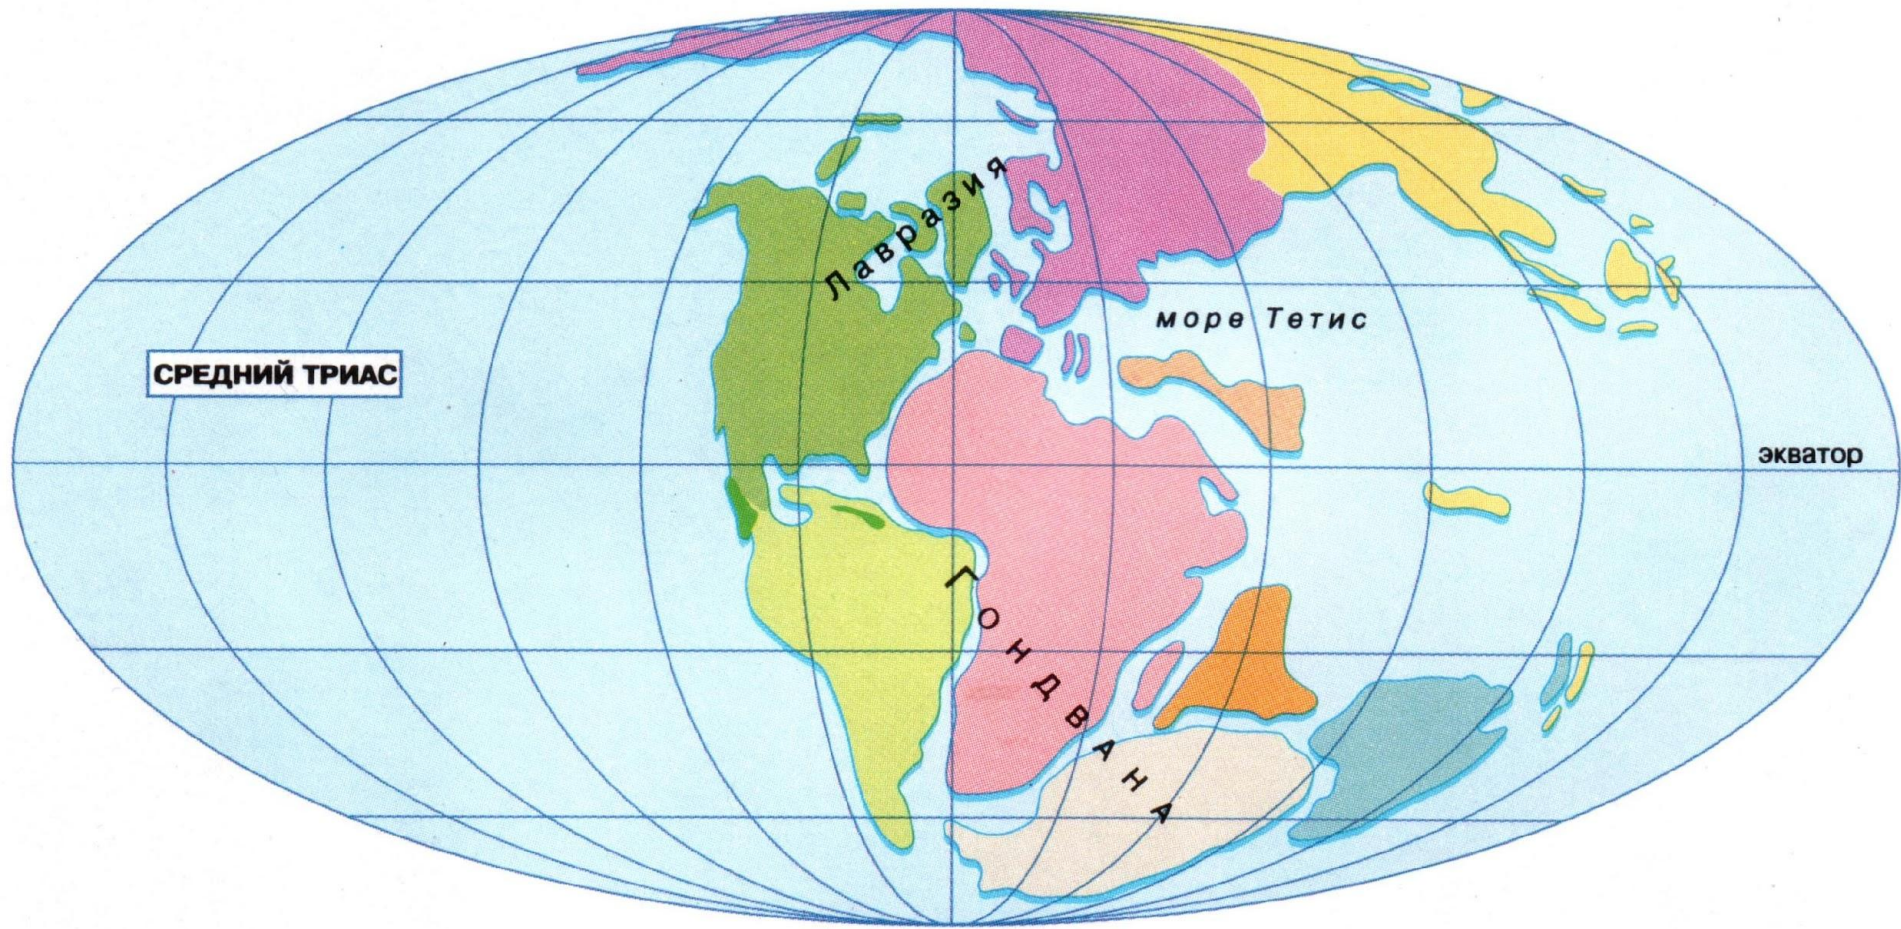 Лавразия
море Тетис
СРЕДНИЙ ТРИАС
экватор
Гондвана